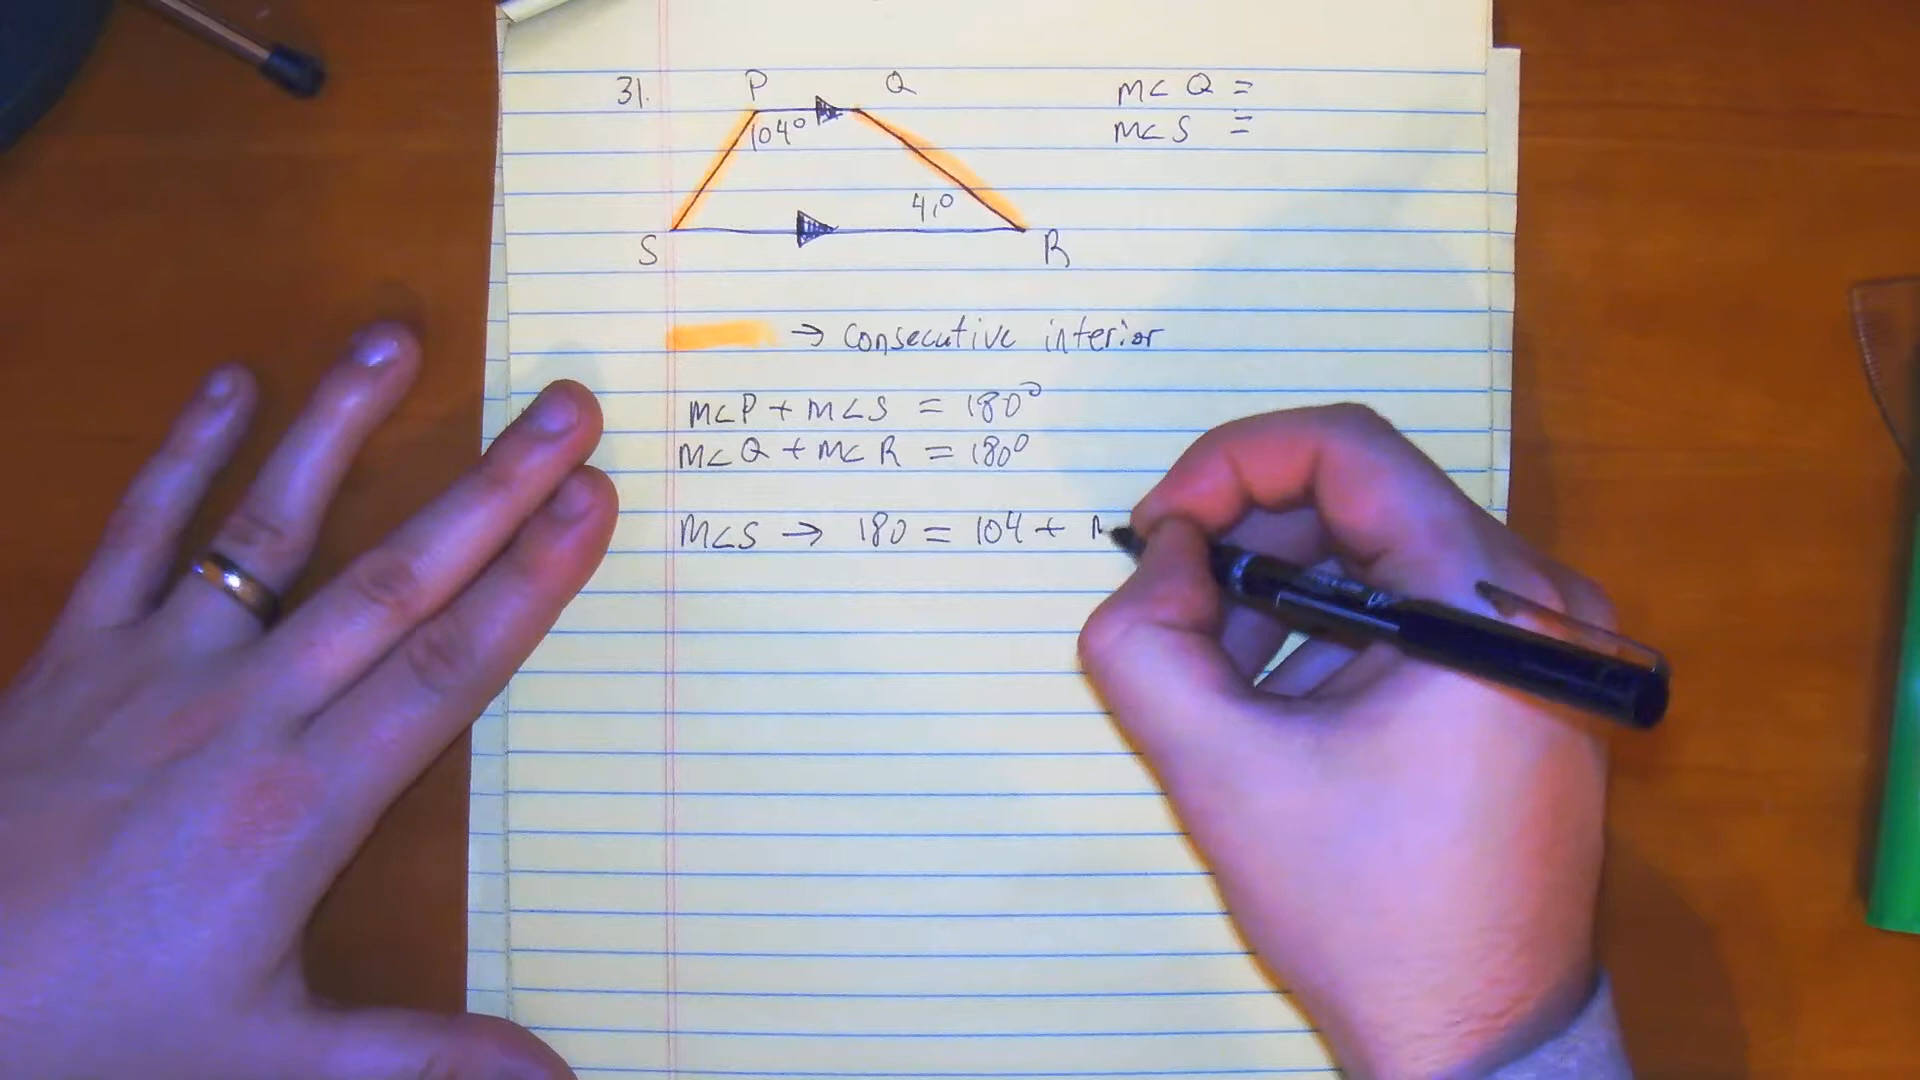 31.
P Q
104°
41°
S R
m∠Q =
m∠S =
→ consecutive interior
m∠P + m∠S = 180°
m∠Q + m∠R = 180°
m∠S → 180 = 104 + m